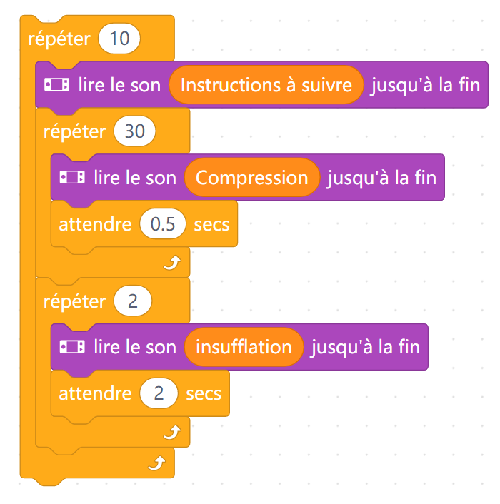 répéter 10
lire le son Instructions à suivre jusqu'à la fin
répéter 30
lire le son Compression jusqu'à la fin
attendre 0.5 secs
répéter 2
lire le son insufflation jusqu'à la fin
attendre 2 secs